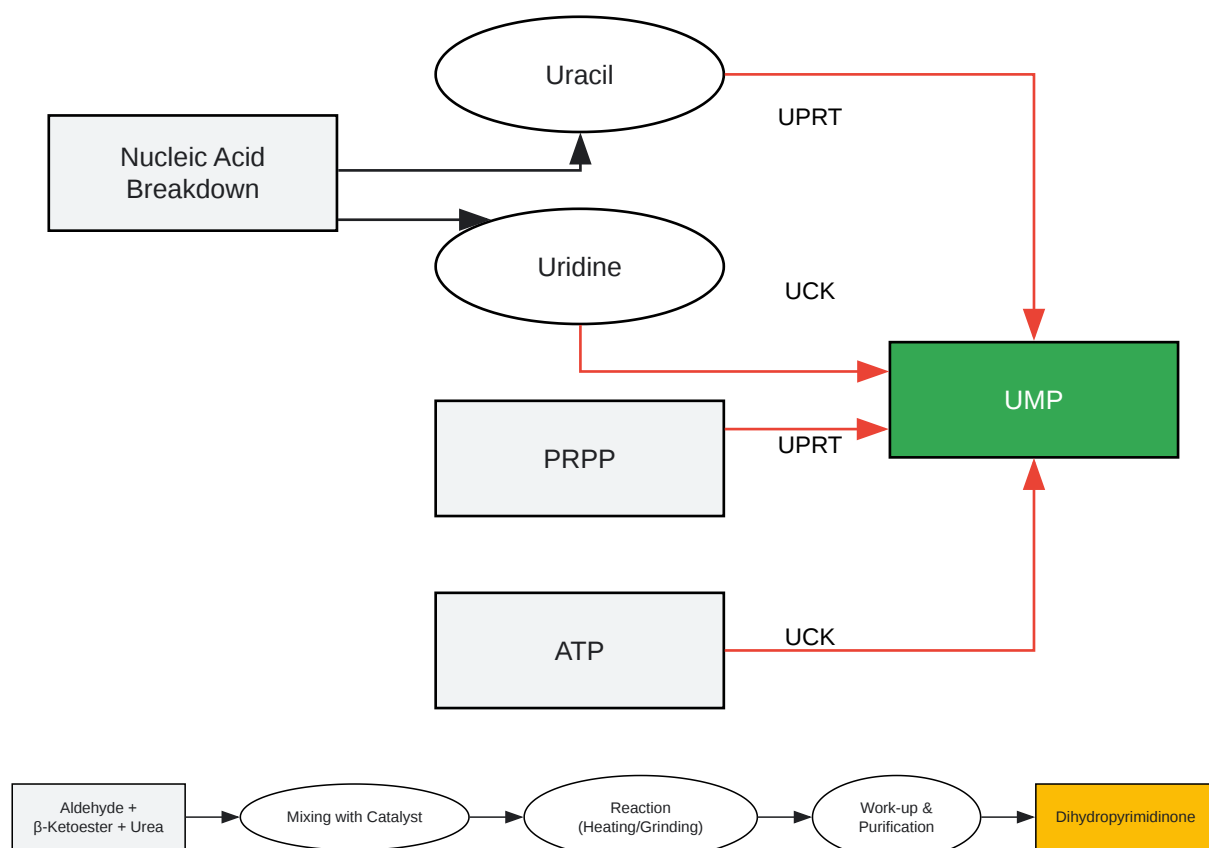 Uracil
UPRT
Nucleic Acid
Breakdown
Uridine
UCK
UMP
PRPP
UPRT
ATP
UCK
Aldehyde +
β-Ketoester + Urea
Mixing with Catalyst
Reaction
(Heating/Grinding)
Work-up &
Purification
Dihydropyrimidinone